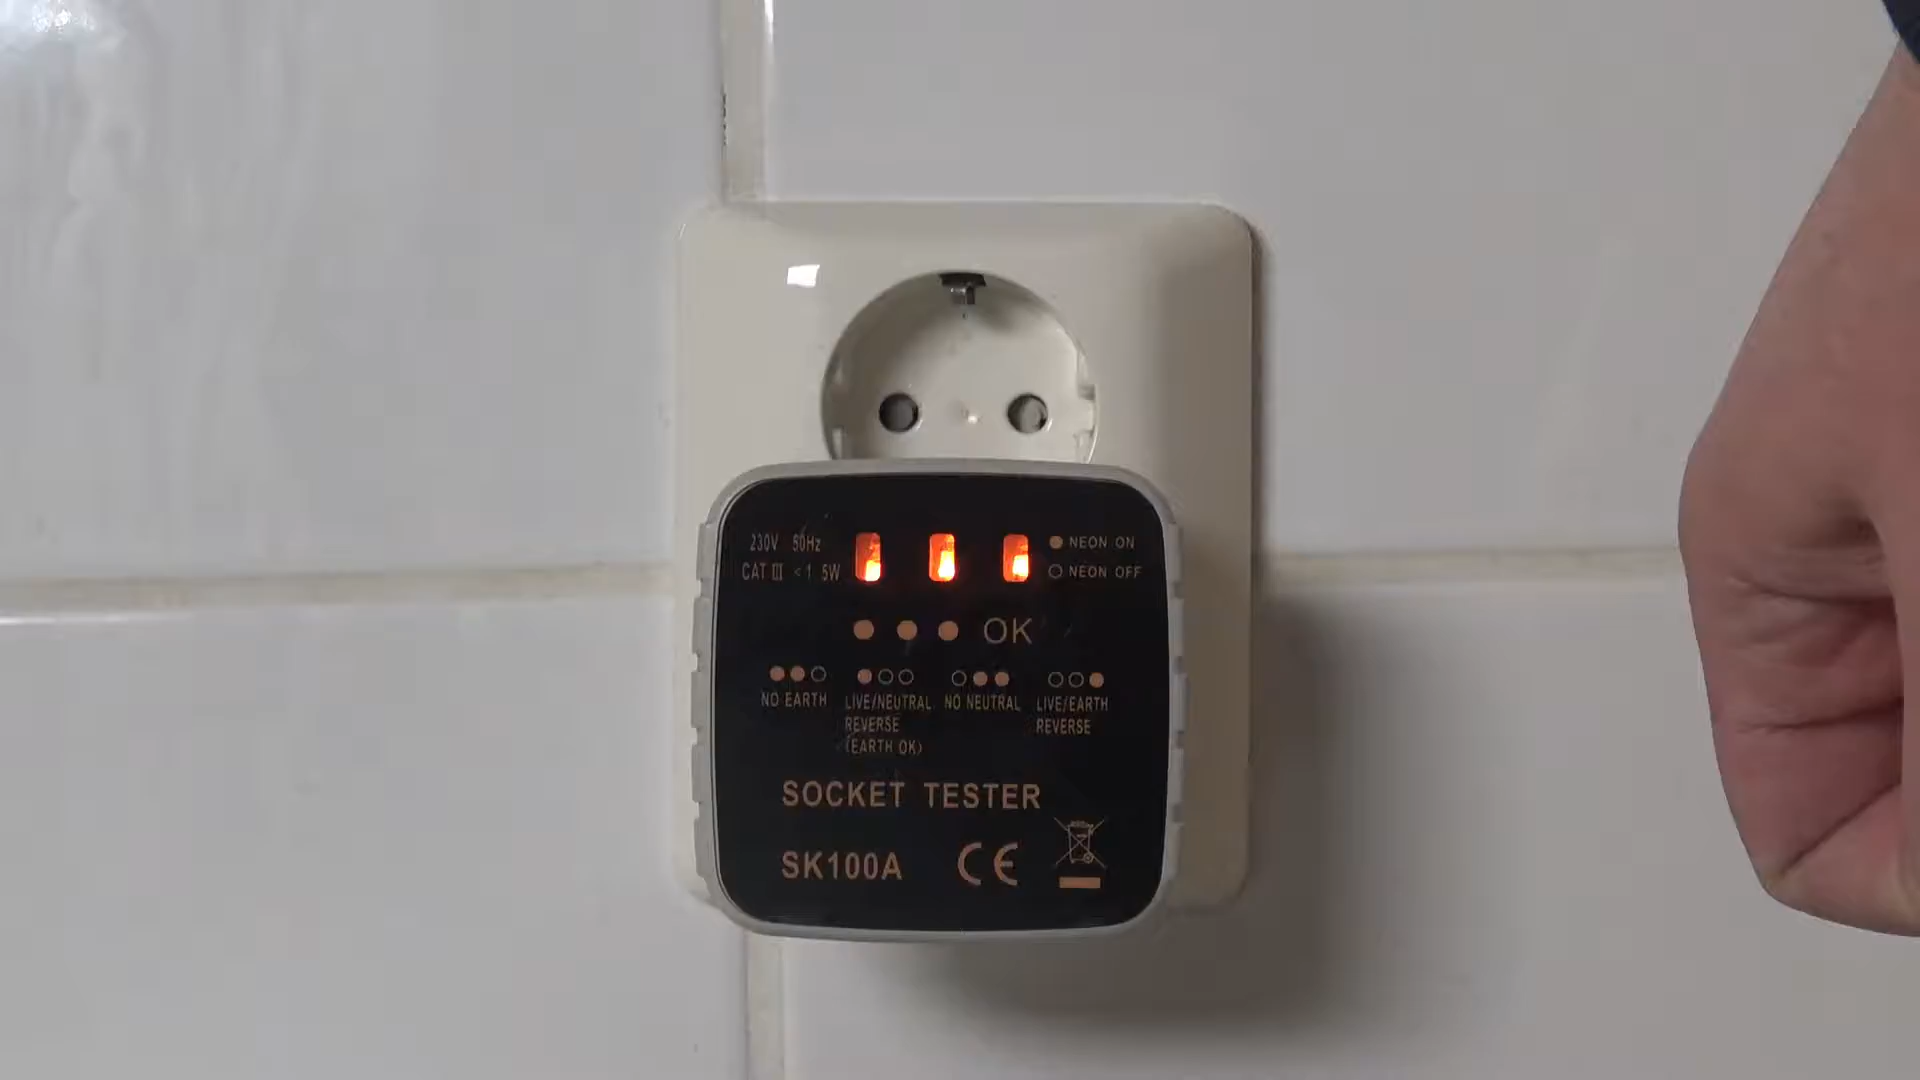 230V 50Hz
CAT III < 1 5W
NEON ON
NEON OFF
OK
NO EARTH
LIVE/NEUTRAL
REVERSE
(EARTH OK)
NO NEUTRAL
LIVE/EARTH
REVERSE
SOCKET TESTER
SK100A CE